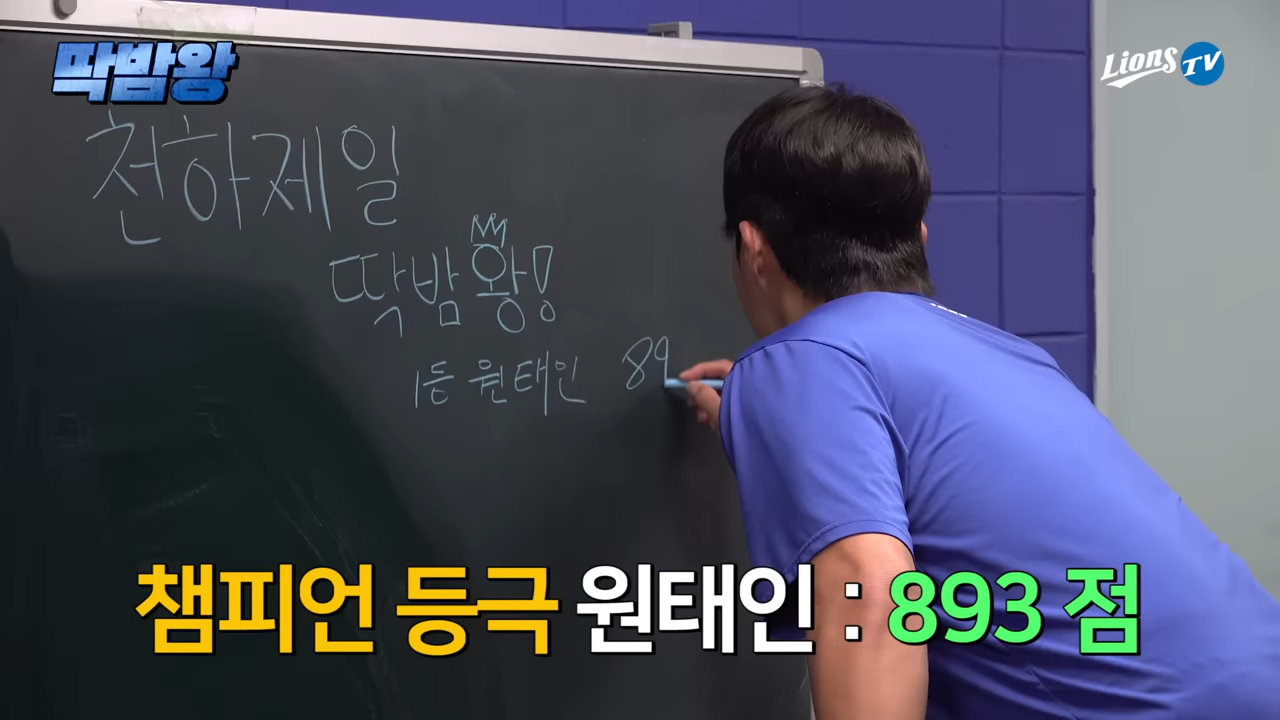 딱밤왕
Lions TV
천하제일
딱밤왕!
1등 원태인 89
챔피언 등극 원태인 : 893 점